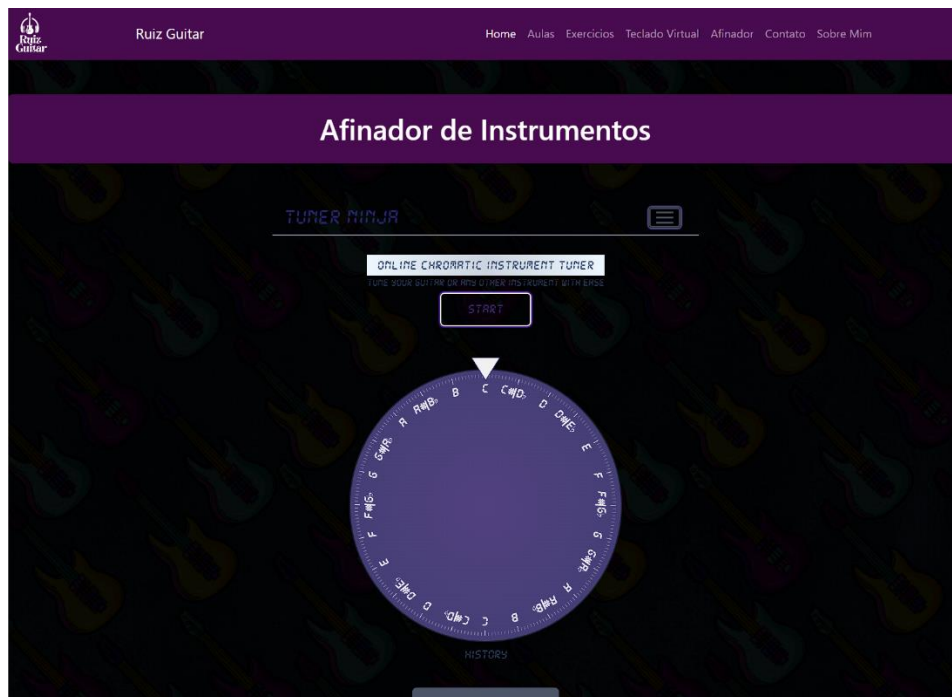 Ruiz
Guitar
Ruiz Guitar
Home Aulas Exercicios Teclado Virtual Afinador Contato Sobre Mim
Afinador de Instrumentos
TUNER NINJA
ONLINE CHROMATIC INSTRUMENT TUNER
TUNE YOUR GUITAR OR ANY OTHER INSTRUMENT WITH EASE
START
C C#|D♭ D D#|E♭ E F F#|G♭ G G#|A♭ A A#|B♭ B C C#|D♭ D D#|E♭ E F F#|G♭ G G#|A♭ A A#|B♭ B
HISTORY